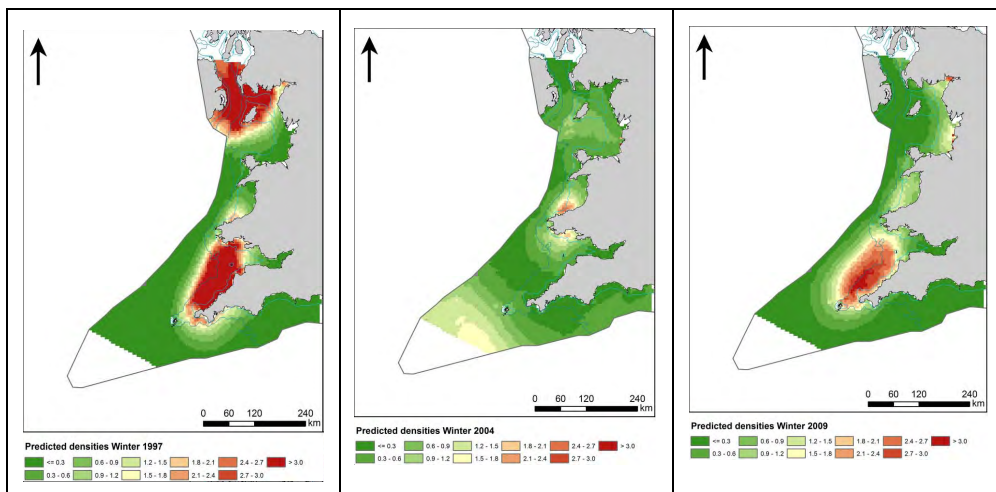 0 60 120 240
km
Predicted densities Winter 1997
<= 0.3 0.6 - 0.9 1.2 - 1.5 1.8 - 2.1 2.4 - 2.7 > 3.0
0.3 - 0.6 0.9 - 1.2 1.5 - 1.8 2.1 - 2.4 2.7 - 3.0
0 60 120 240
km
Predicted densities Winter 2004
<= 0.3 0.6 - 0.9 1.2 - 1.5 1.8 - 2.1 2.4 - 2.7 > 3.0
0.3 - 0.6 0.9 - 1.2 1.5 - 1.8 2.1 - 2.4 2.7 - 3.0
0 60 120 240
km
Predicted densities Winter 2009
<= 0.3 0.6 - 0.9 1.2 - 1.5 1.8 - 2.1 2.4 - 2.7 > 3.0
0.3 - 0.6 0.9 - 1.2 1.5 - 1.8 2.1 - 2.4 2.7 - 3.0